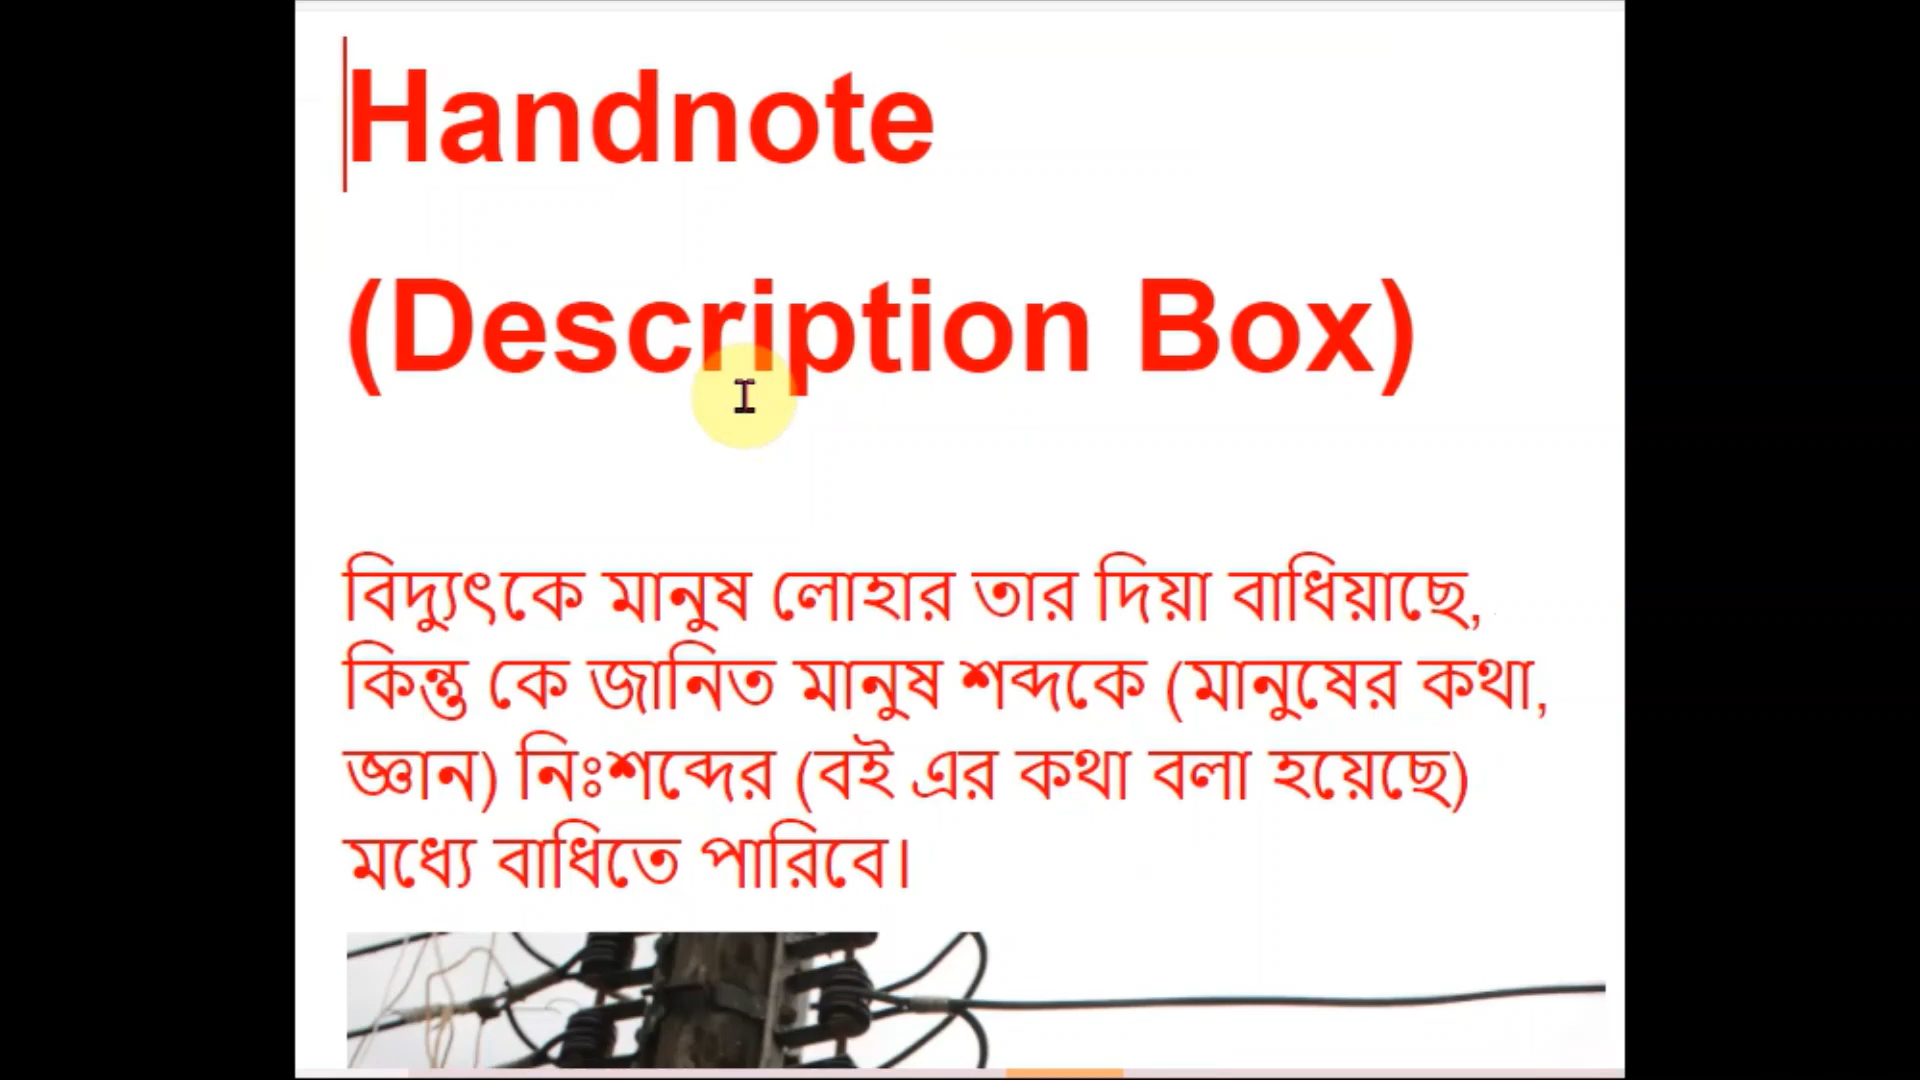 Handnote
(Description Box)
বিদ্যুৎকে মানুষ লোহার তার দিয়া বাধিয়াছে,
কিন্তু কে জানিত মানুষ শব্দকে (মানুষের কথা,
জ্ঞান) নিঃশব্দের (বই এর কথা বলা হয়েছে)
মধ্যে বাধিতে পারিবে।